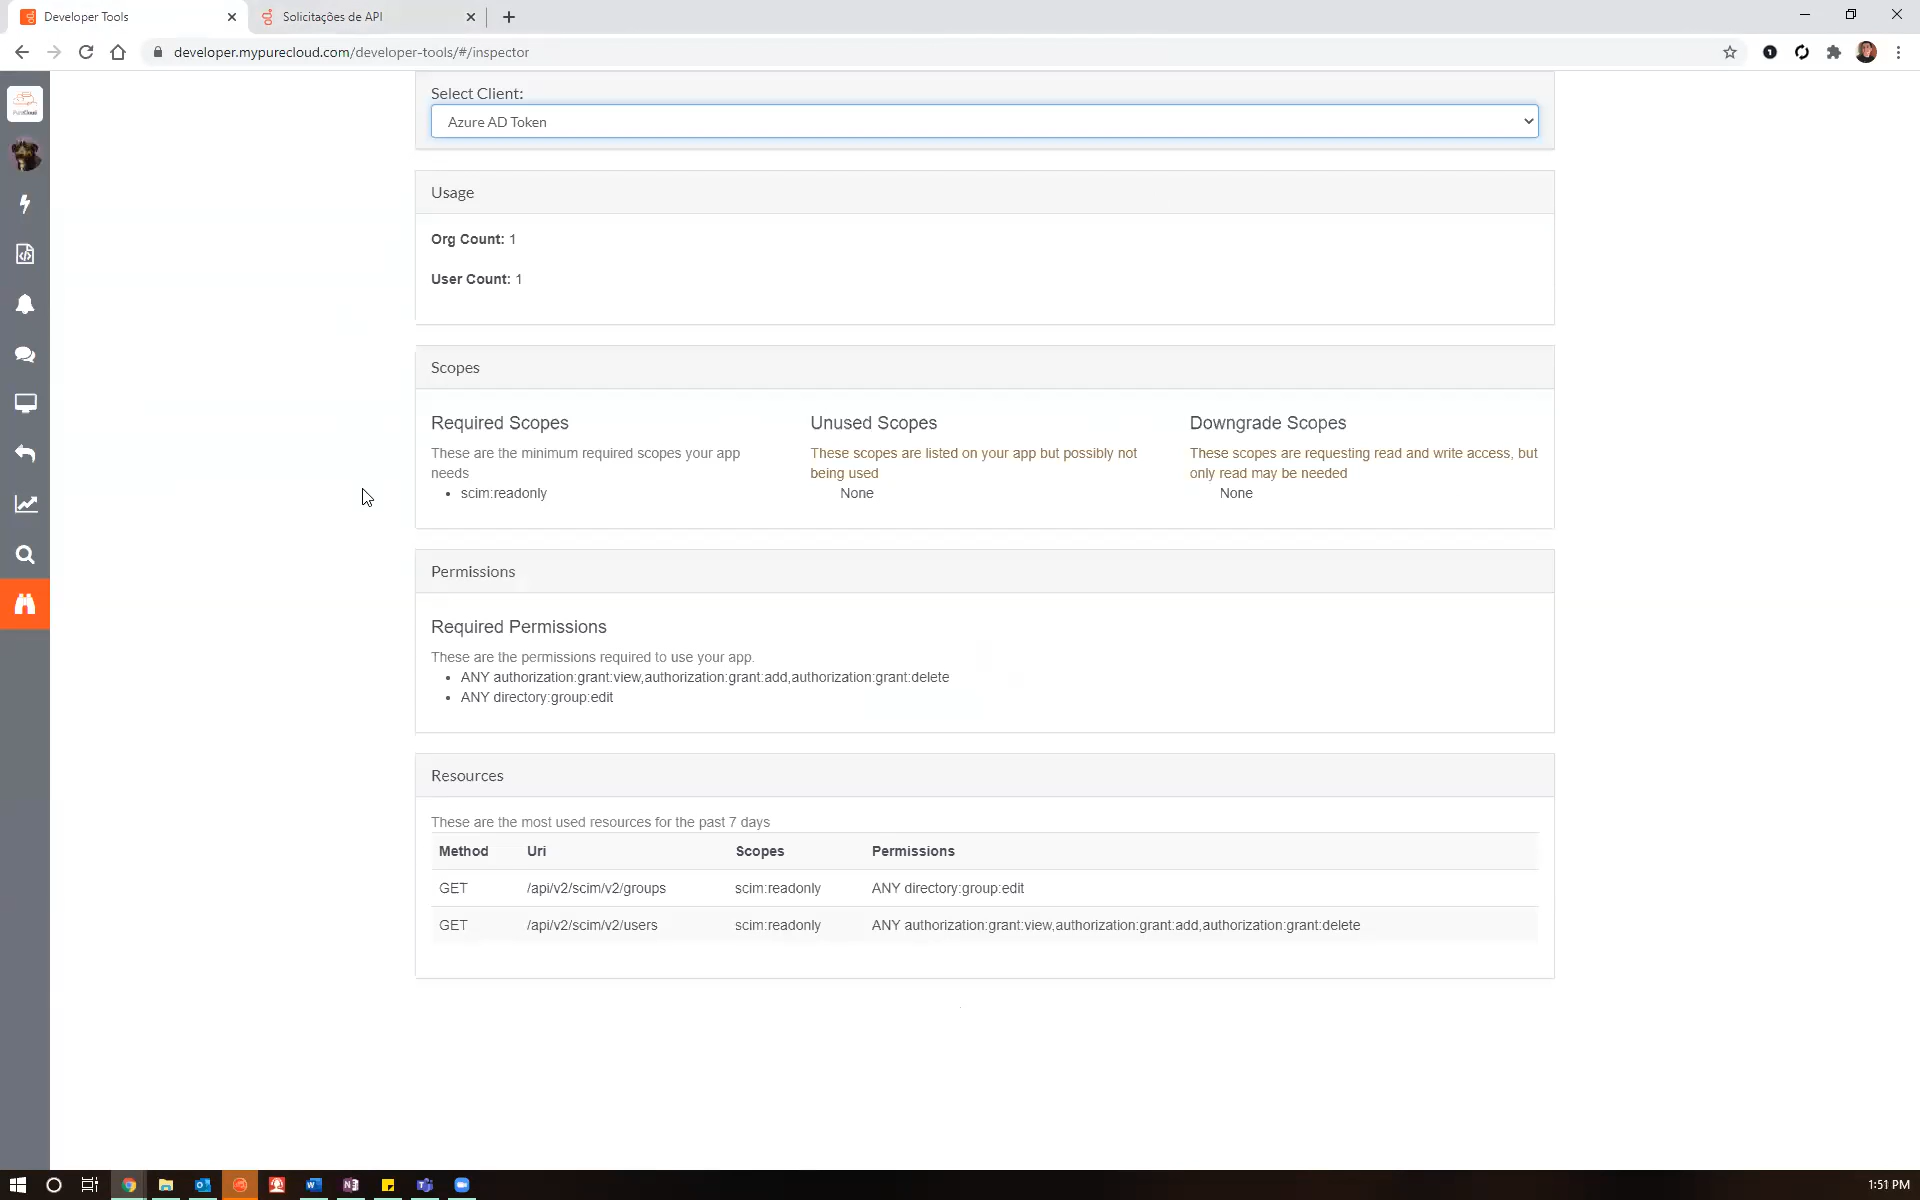 Developer Tools
Solicitações de API
developer.mypurecloud.com/developer-tools/#/inspector
Select Client:
Azure AD Token
Usage
Org Count: 1
User Count: 1
Scopes
Required Scopes
These are the minimum required scopes your app
needs
• scim:readonly
Unused Scopes
These scopes are listed on your app but possibly not
being used
None
Downgrade Scopes
These scopes are requesting read and write access, but
only read may be needed
None
Permissions
Required Permissions
These are the permissions required to use your app.
• ANY authorization:grant:view,authorization:grant:add,authorization:grant:delete
• ANY directory:group:edit
Resources
These are the most used resources for the past 7 days
Method Uri Scopes Permissions
GET /api/v2/scim/v2/groups scim:readonly ANY directory:group:edit
GET /api/v2/scim/v2/users scim:readonly ANY authorization:grant:view,authorization:grant:add,authorization:grant:delete
1:51 PM